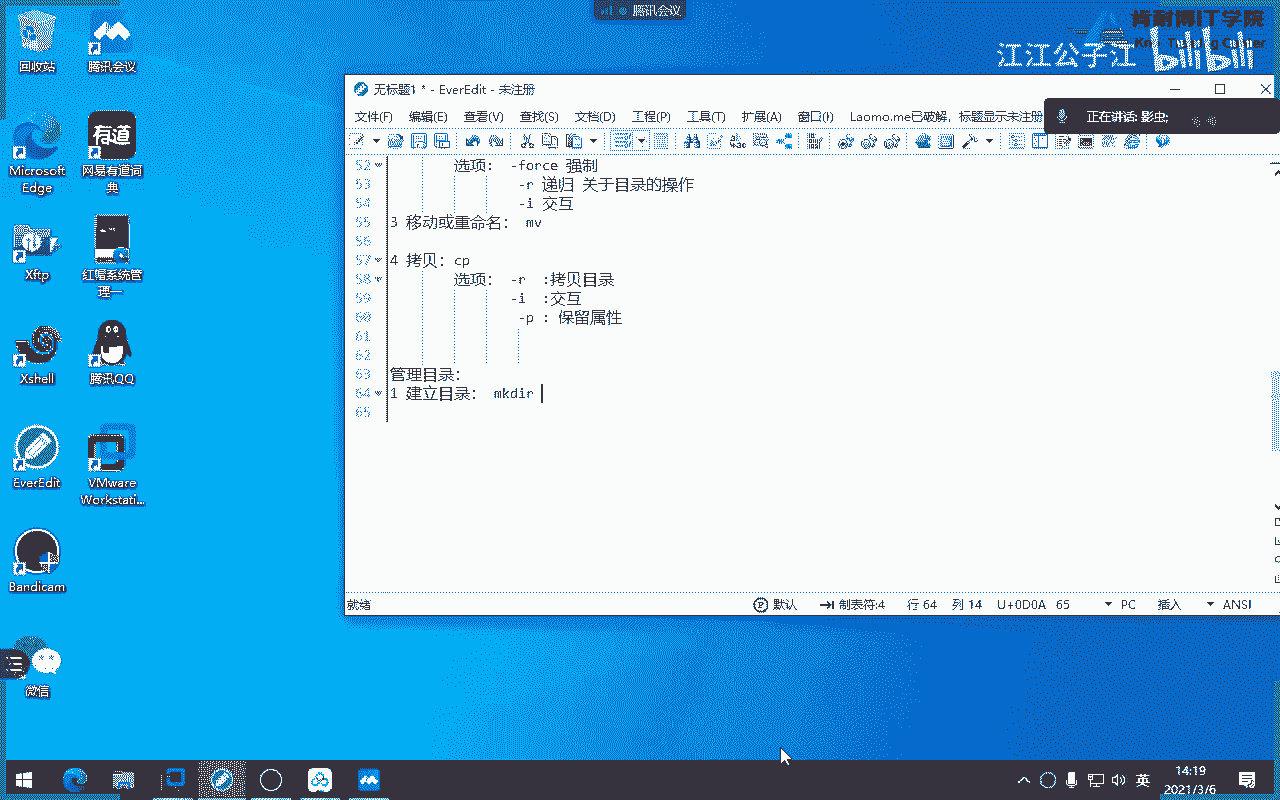 腾讯会议
肯耐博IT学院
江江公子江 bilibili
回收站
腾讯会议
Microsoft Edge
有道
网易有道词典
Xftp
红帽系统管理一
Xshell
腾讯QQ
EverEdit
VMware Workstati...
Bandicam
微信
无标题1 * - EverEdit - 未注册
文件(F) 编辑(E) 查看(V) 查找(S) 文档(D) 工程(P) 工具(T) 扩展(A) 窗口(I) Laomo.me已破解，标题显示未注册
正在讲话: 影虫;
52 选项： -force 强制
53 -r 递归 关于目录的操作
54 -i 交互
55 3 移动或重命名： mv
56
57 4 拷贝：cp
58 选项： -r :拷贝目录
59 -i :交互
60 -p : 保留属性
61
62
63 管理目录：
64 1 建立目录： mkdir
65
就绪 默认 制表符:4 行 64 列 14 U+0D0A 65 PC 插入 ANSI
英
14:19
2021/3/6